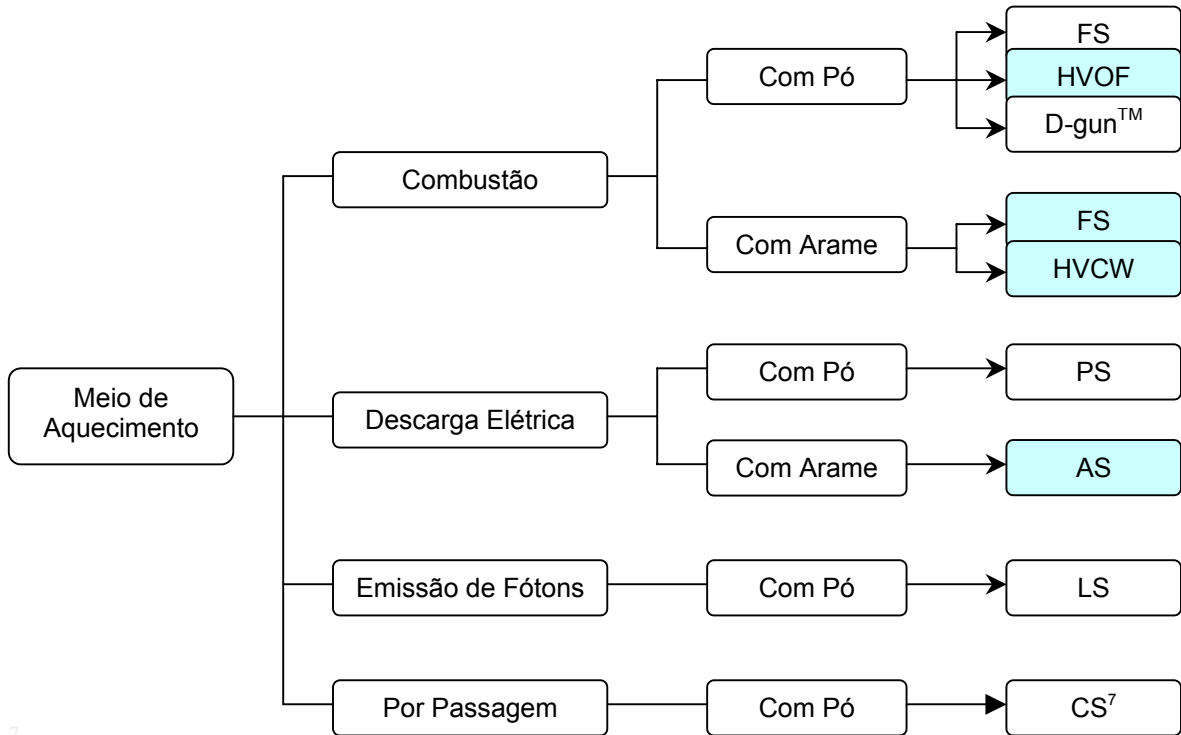 Meio de
Aquecimento
Combustão
Com Pó
FS
HVOF
D-gun™
Com Arame
FS
HVCW
Descarga Elétrica
Com Pó
PS
Com Arame
AS
Emissão de Fótons
Com Pó
LS
Por Passagem
Com Pó
CS⁷
7